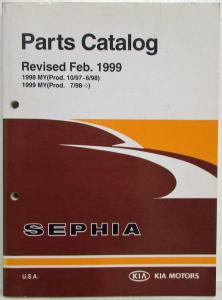 Parts Catalog
Revised Feb. 1999
1998 MY(Prod. 10/97~6/98)
1999 MY(Prod. 7/98~)
SEPHIA
U.S.A.
KIA KIA MOTORS